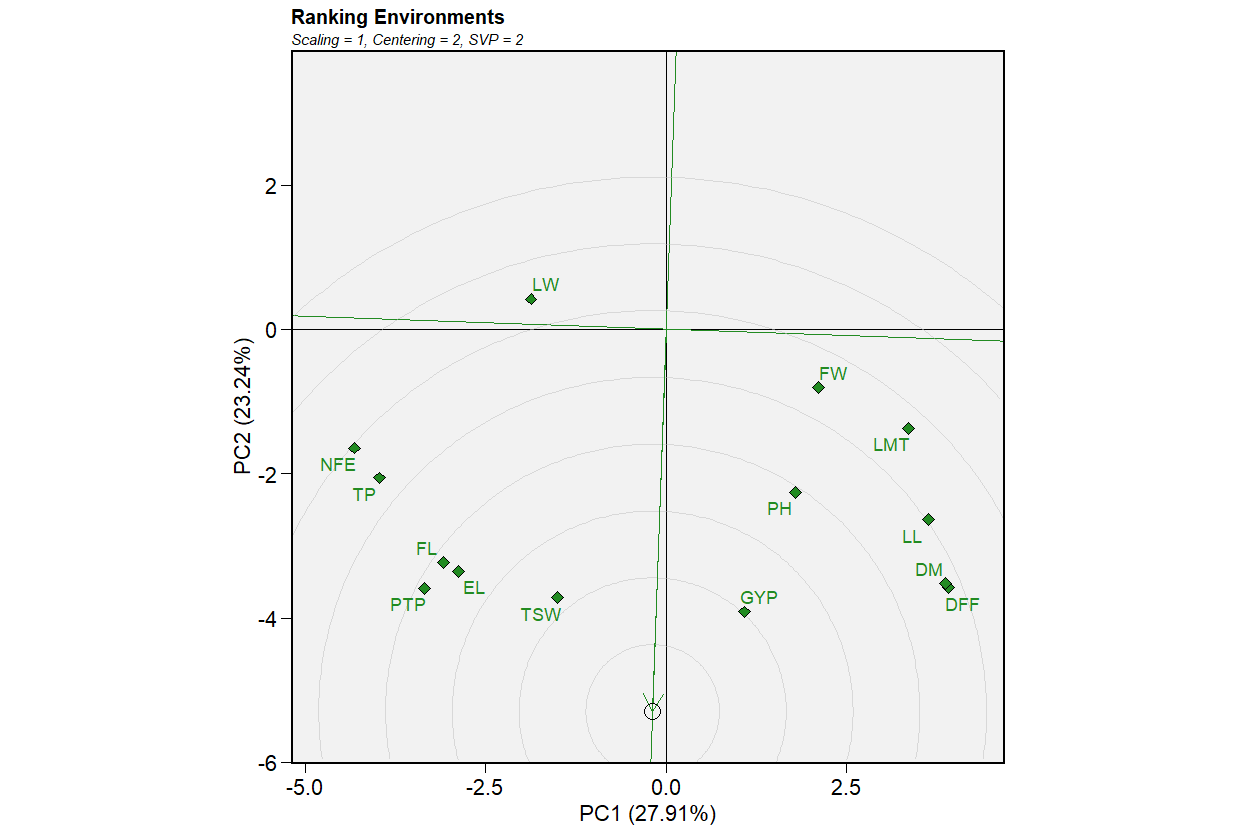 Ranking Environments
Scaling = 1, Centering = 2, SVP = 2
2
LW
0
FW
LMT
PC2 (23.24%)
NFE
-2
TP
PH
LL
FL
DM
EL
PTP
GYP
DFF
TSW
-4
-6
-5.0 -2.5 0.0 2.5
PC1 (27.91%)